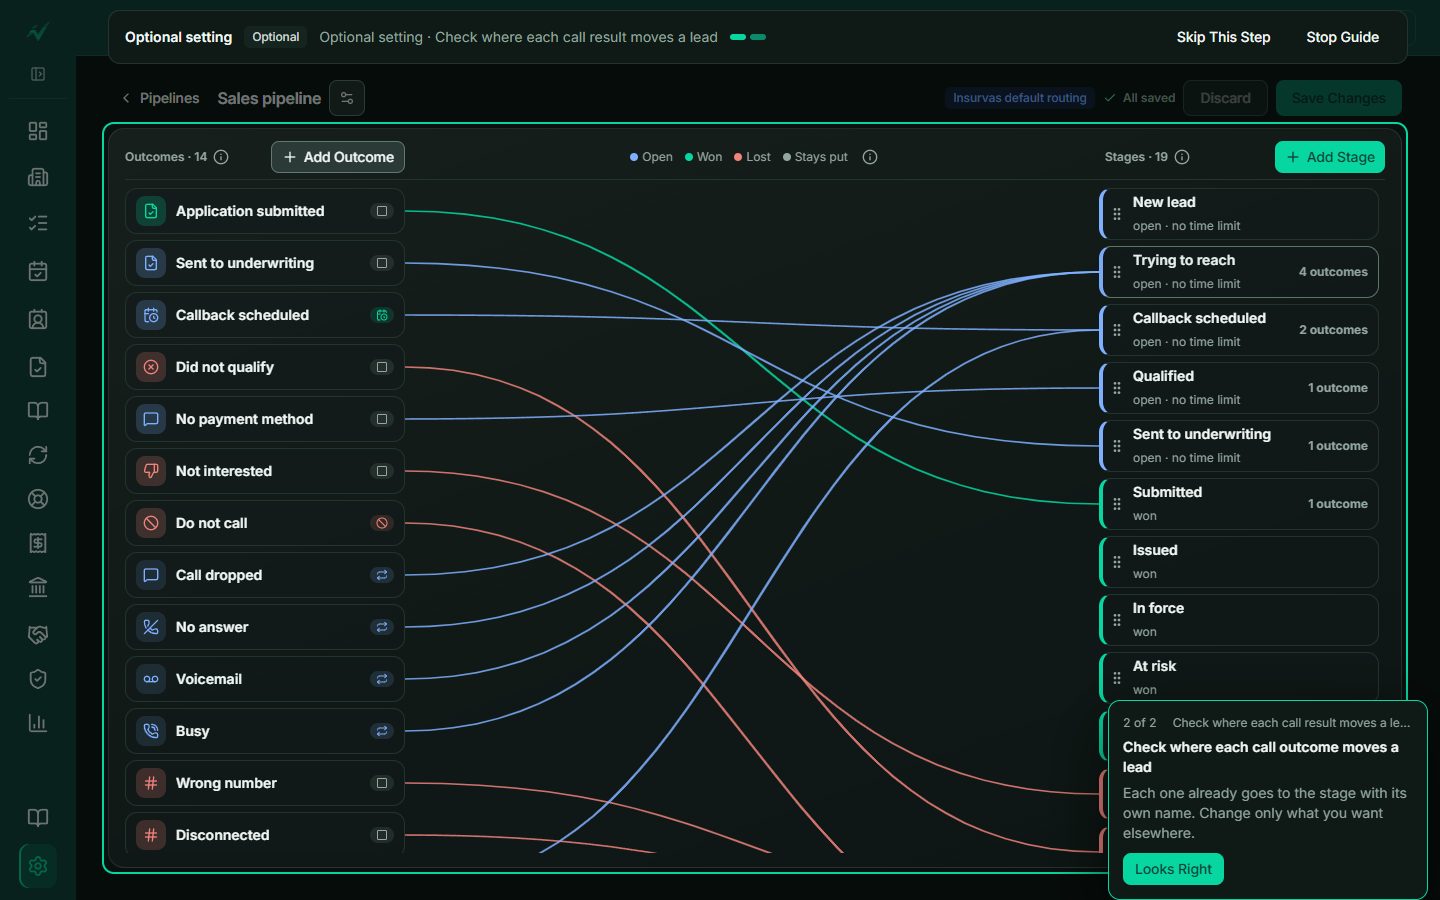 Optional setting
Optional
Optional setting · Check where each call result moves a lead
Skip This Step
Stop Guide
Pipelines
Sales pipeline
Insurvas default routing
All saved
Discard
Save Changes
Outcomes · 14
Add Outcome
Open
Won
Lost
Stays put
Stages · 19
Add Stage
Application submitted
Sent to underwriting
Callback scheduled
Did not qualify
No payment method
Not interested
Do not call
Call dropped
No answer
Voicemail
Busy
Wrong number
Disconnected
New lead
open · no time limit
Trying to reach
open · no time limit
4 outcomes
Callback scheduled
open · no time limit
2 outcomes
Qualified
open · no time limit
1 outcome
Sent to underwriting
open · no time limit
1 outcome
Submitted
won
1 outcome
Issued
won
In force
won
At risk
won
2 of 2
Check where each call result moves a le...
Check where each call outcome moves a
lead
Each one already goes to the stage with its
own name. Change only what you want
elsewhere.
Looks Right